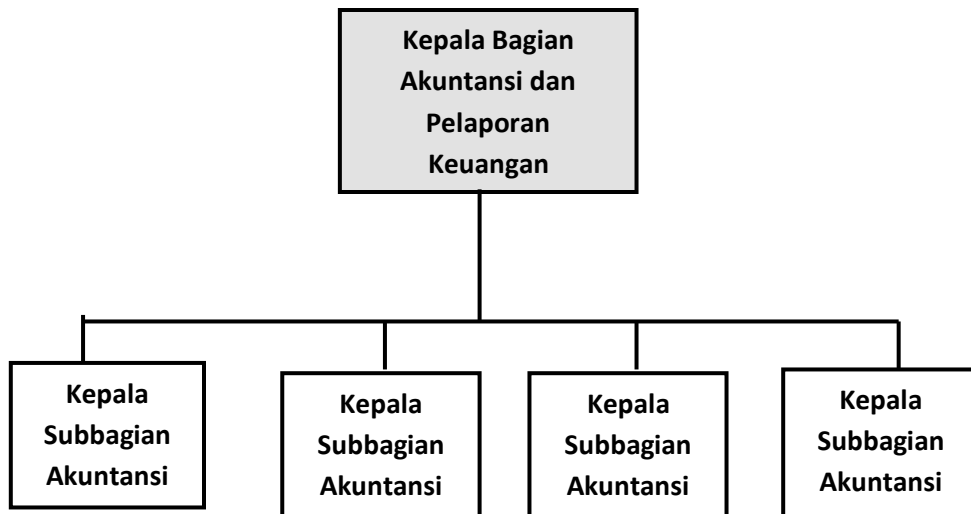 Kepala Bagian
Akuntansi dan
Pelaporan
Keuangan
Kepala
Subbagian
Akuntansi
Kepala
Subbagian
Akuntansi
Kepala
Subbagian
Akuntansi
Kepala
Subbagian
Akuntansi